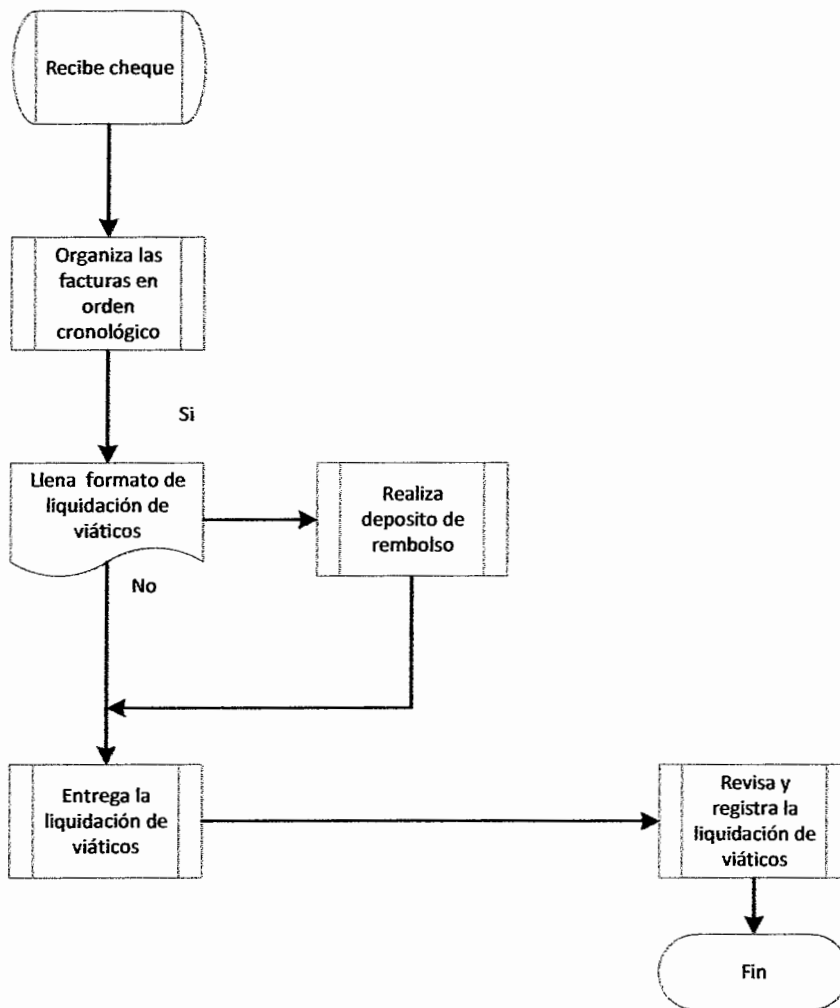 Recibe cheque
Organiza las
facturas en
orden
cronológico
Si
Llena formato de
liquidación de
viáticos
Realiza
deposito de
rembolso
No
Entrega la
liquidación de
viáticos
Revisa y
registra la
liquidación de
viáticos
Fin